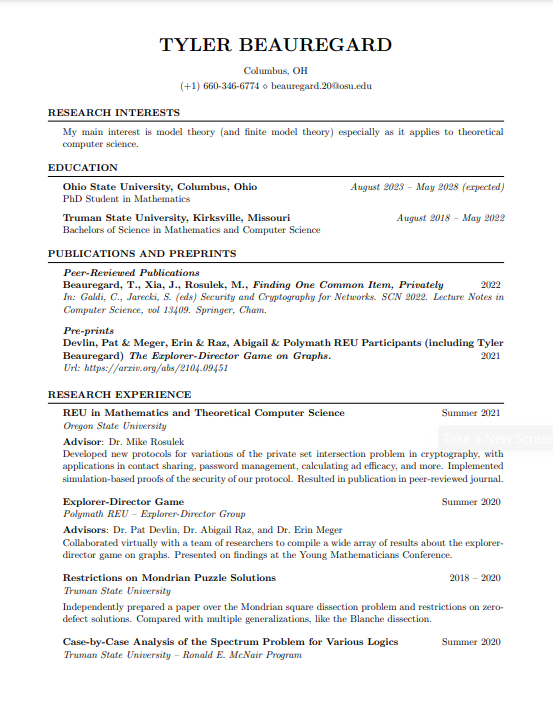 TYLER BEAUREGARD
Columbus, OH
(+1) 660-346-6774 ⋄ beauregard.20@osu.edu
RESEARCH INTERESTS
My main interest is model theory (and finite model theory) especially as it applies to theoretical
computer science.
EDUCATION
Ohio State University, Columbus, Ohio August 2023 – May 2028 (expected)
PhD Student in Mathematics
Truman State University, Kirksville, Missouri August 2018 – May 2022
Bachelors of Science in Mathematics and Computer Science
PUBLICATIONS AND PREPRINTS
Peer-Reviewed Publications
Beauregard, T., Xia, J., Rosulek, M., Finding One Common Item, Privately 2022
In: Galdi, C., Jarecki, S. (eds) Security and Cryptography for Networks. SCN 2022. Lecture Notes in
Computer Science, vol 13409. Springer, Cham.
Pre-prints
Devlin, Pat & Meger, Erin & Raz, Abigail & Polymath REU Participants (including Tyler
Beauregard) The Explorer-Director Game on Graphs. 2021
Url: https://arxiv.org/abs/2104.09451
RESEARCH EXPERIENCE
REU in Mathematics and Theoretical Computer Science Summer 2021
Oregon State University
Take a New Screen
Advisor: Dr. Mike Rosulek
Developed new protocols for variations of the private set intersection problem in cryptography, with
applications in contact sharing, password management, calculating ad efficacy, and more. Implemented
simulation-based proofs of the security of our protocol. Resulted in publication in peer-reviewed journal.
Explorer-Director Game Summer 2020
Polymath REU – Explorer-Director Group
Advisors: Dr. Pat Devlin, Dr. Abigail Raz, and Dr. Erin Meger
Collaborated virtually with a team of researchers to compile a wide array of results about the explorer-
director game on graphs. Presented on findings at the Young Mathematicians Conference.
Restrictions on Mondrian Puzzle Solutions 2018 – 2020
Truman State University
Independently prepared a paper over the Mondrian square dissection problem and restrictions on zero-
defect solutions. Compared with multiple generalizations, like the Blanche dissection.
Case-by-Case Analysis of the Spectrum Problem for Various Logics Summer 2020
Truman State University – Ronald E. McNair Program